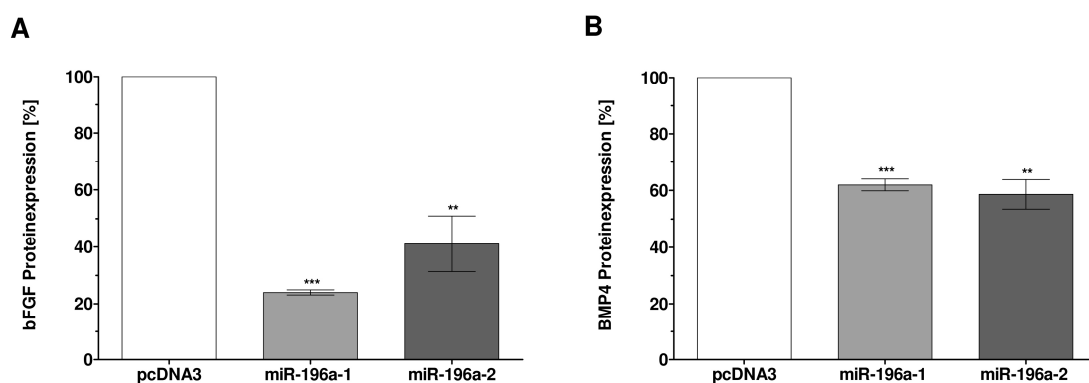 A
bFGF Proteinexpression [%]
100
80
60
40
20
0
***
**
pcDNA3 miR-196a-1 miR-196a-2
B
BMP4 Proteinexpression [%]
100
80
60
40
20
0
***
**
pcDNA3 miR-196a-1 miR-196a-2